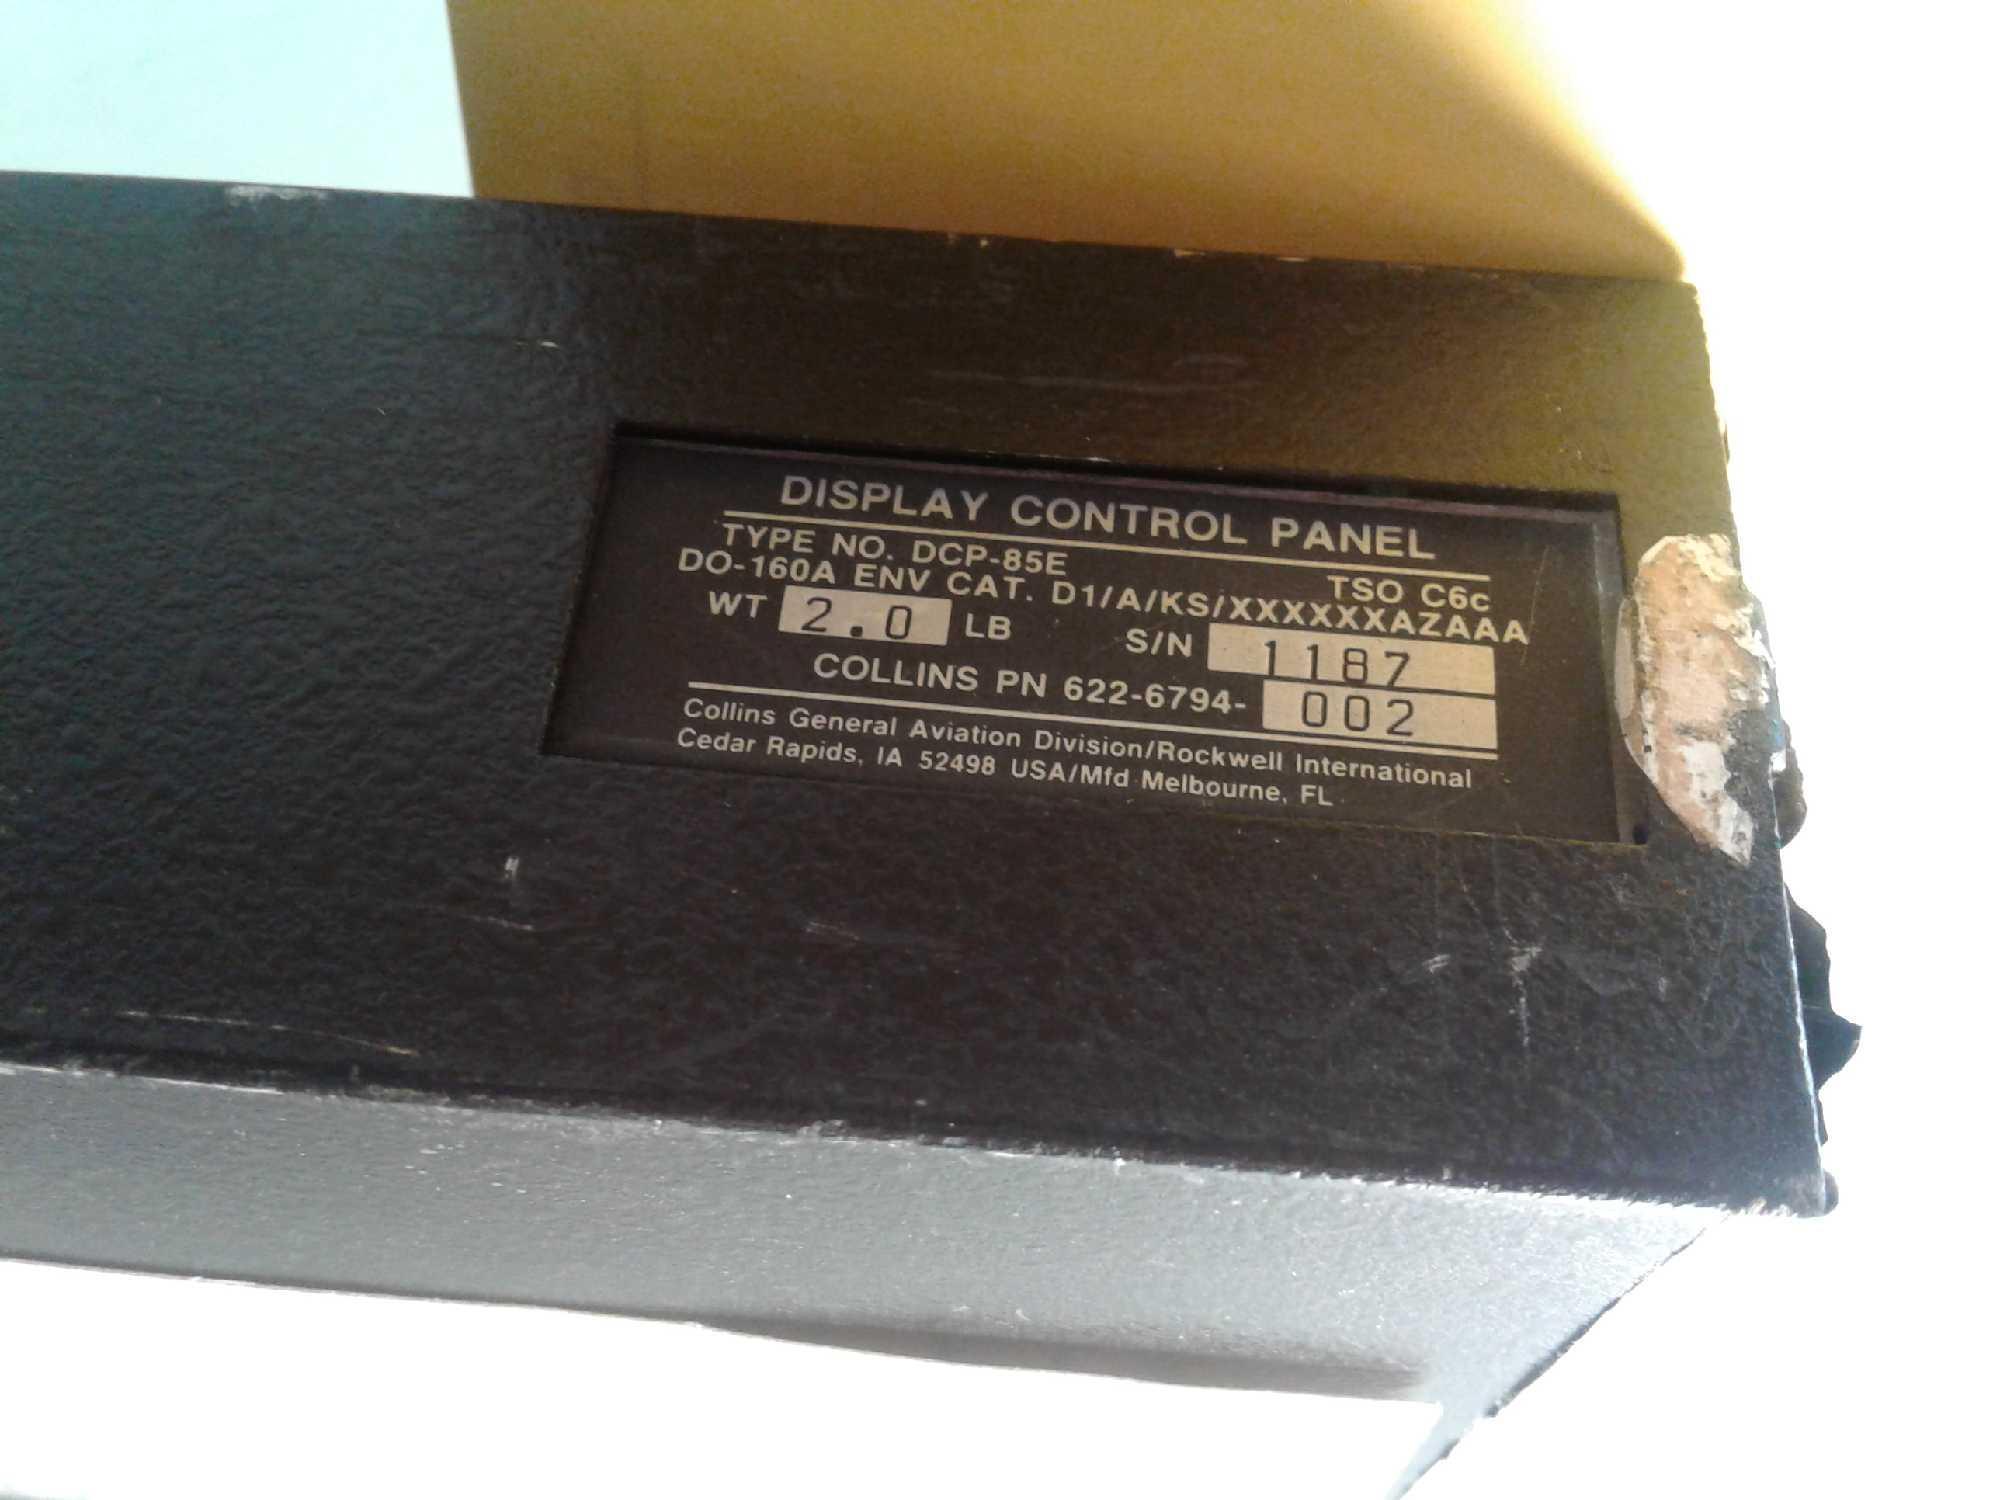 DISPLAY CONTROL PANEL
TYPE NO. DCP-85E TSO C6c
DO-160A ENV CAT. D1/A/KS/XXXXXXAZAAA
WT 2.0 LB S/N 1187
COLLINS PN 622-6794- 002
Collins General Aviation Division/Rockwell International
Cedar Rapids, IA 52498 USA/Mfd Melbourne, FL